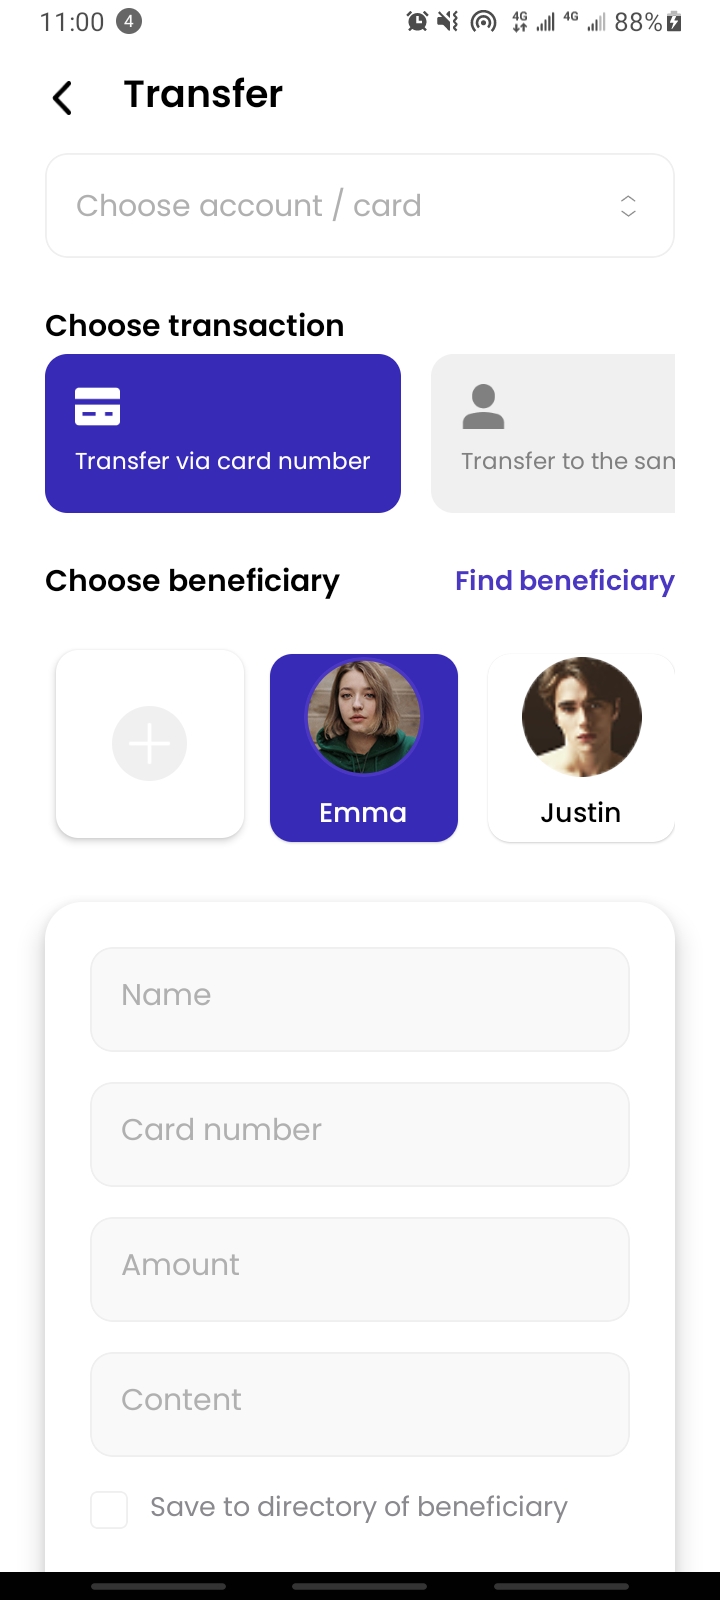 11:00 4 4G 4G 88%
Transfer
Choose account / card
Choose transaction
Transfer via card number
Transfer to the san
Choose beneficiary Find beneficiary
Emma
Justin
Name
Card number
Amount
Content
Save to directory of beneficiary